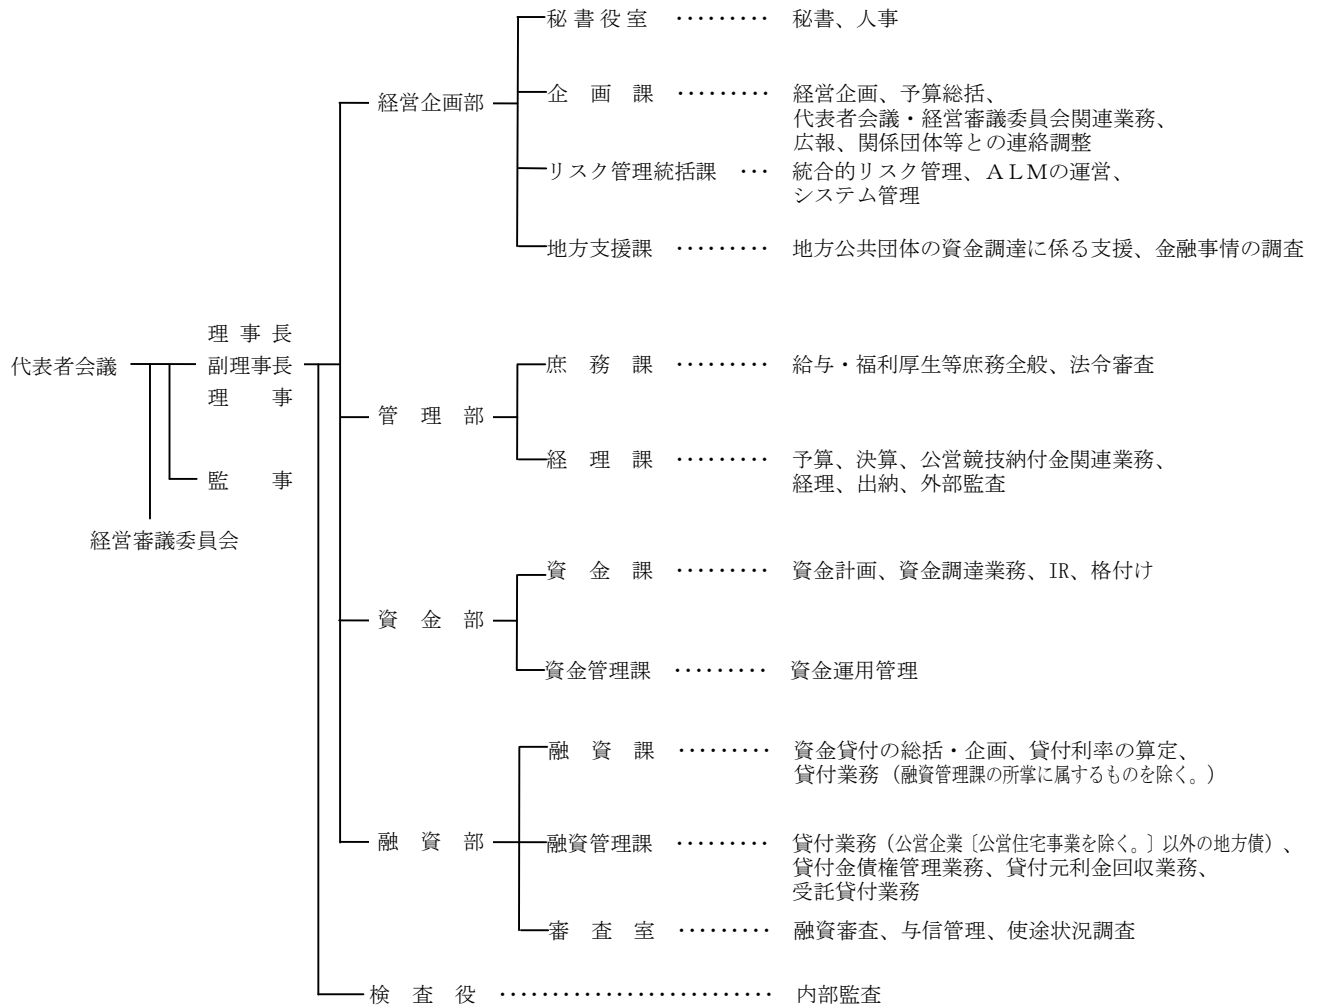 秘書役室 ········· 秘書、人事
企画課 ········· 経営企画、予算総括、
代表者会議・経営審議委員会関連業務、
広報、関係団体等との連絡調整
経営企画部
リスク管理統括課 ··· 統合的リスク管理、ＡＬＭの運営、
システム管理
地方支援課 ········· 地方公共団体の資金調達に係る支援、金融事情の調査
代表者会議
理事長
副理事長
理事
監事
経営審議委員会
管理部
庶務課 ········· 給与・福利厚生等庶務全般、法令審査
経理課 ········· 予算、決算、公営競技納付金関連業務、
経理、出納、外部監査
資金部
資金課 ········· 資金計画、資金調達業務、IR、格付け
資金管理課 ········· 資金運用管理
融資部
融資課 ········· 資金貸付の総括・企画、貸付利率の算定、
貸付業務（融資管理課の所掌に属するものを除く。）
融資管理課 ········· 貸付業務（公営企業〔公営住宅事業を除く。〕以外の地方債）、
貸付金債権管理業務、貸付元利金回収業務、
受託貸付業務
審査室 ········· 融資審査、与信管理、使途状況調査
検査役 ·························· 内部監査